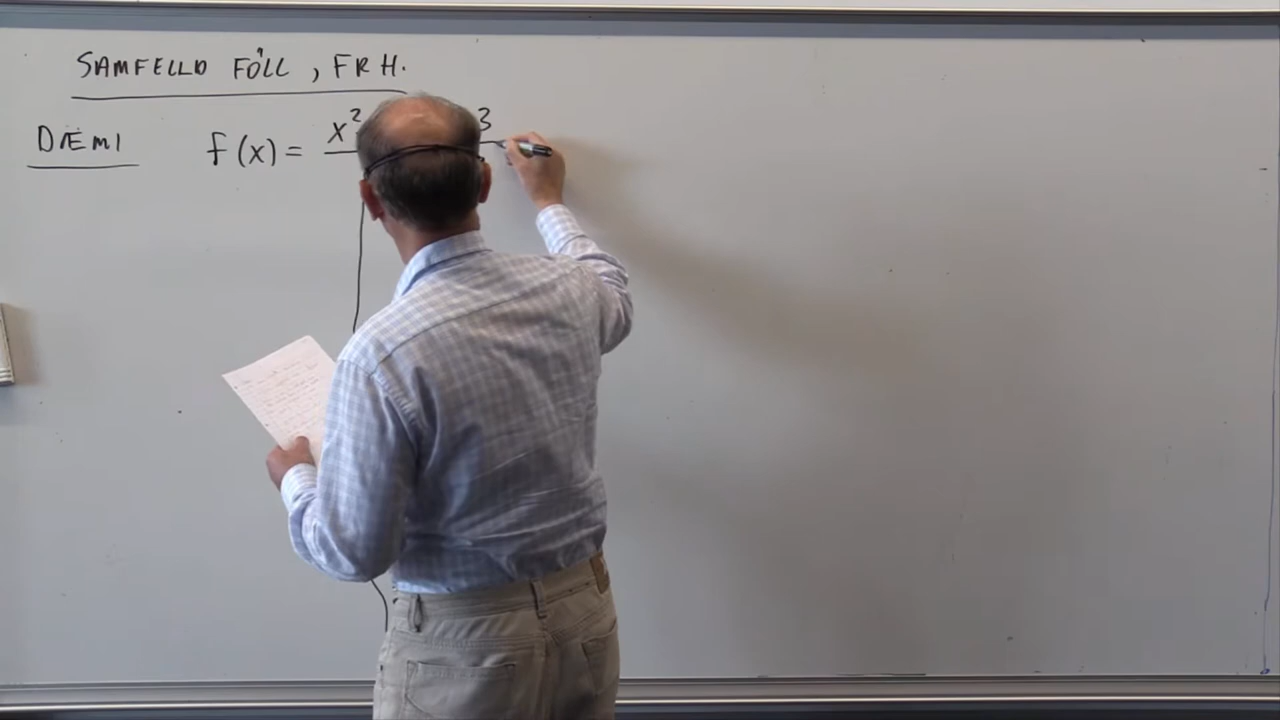 SAMFELLD FÖLL, FRH.
DÆMI f(x) = x² 3